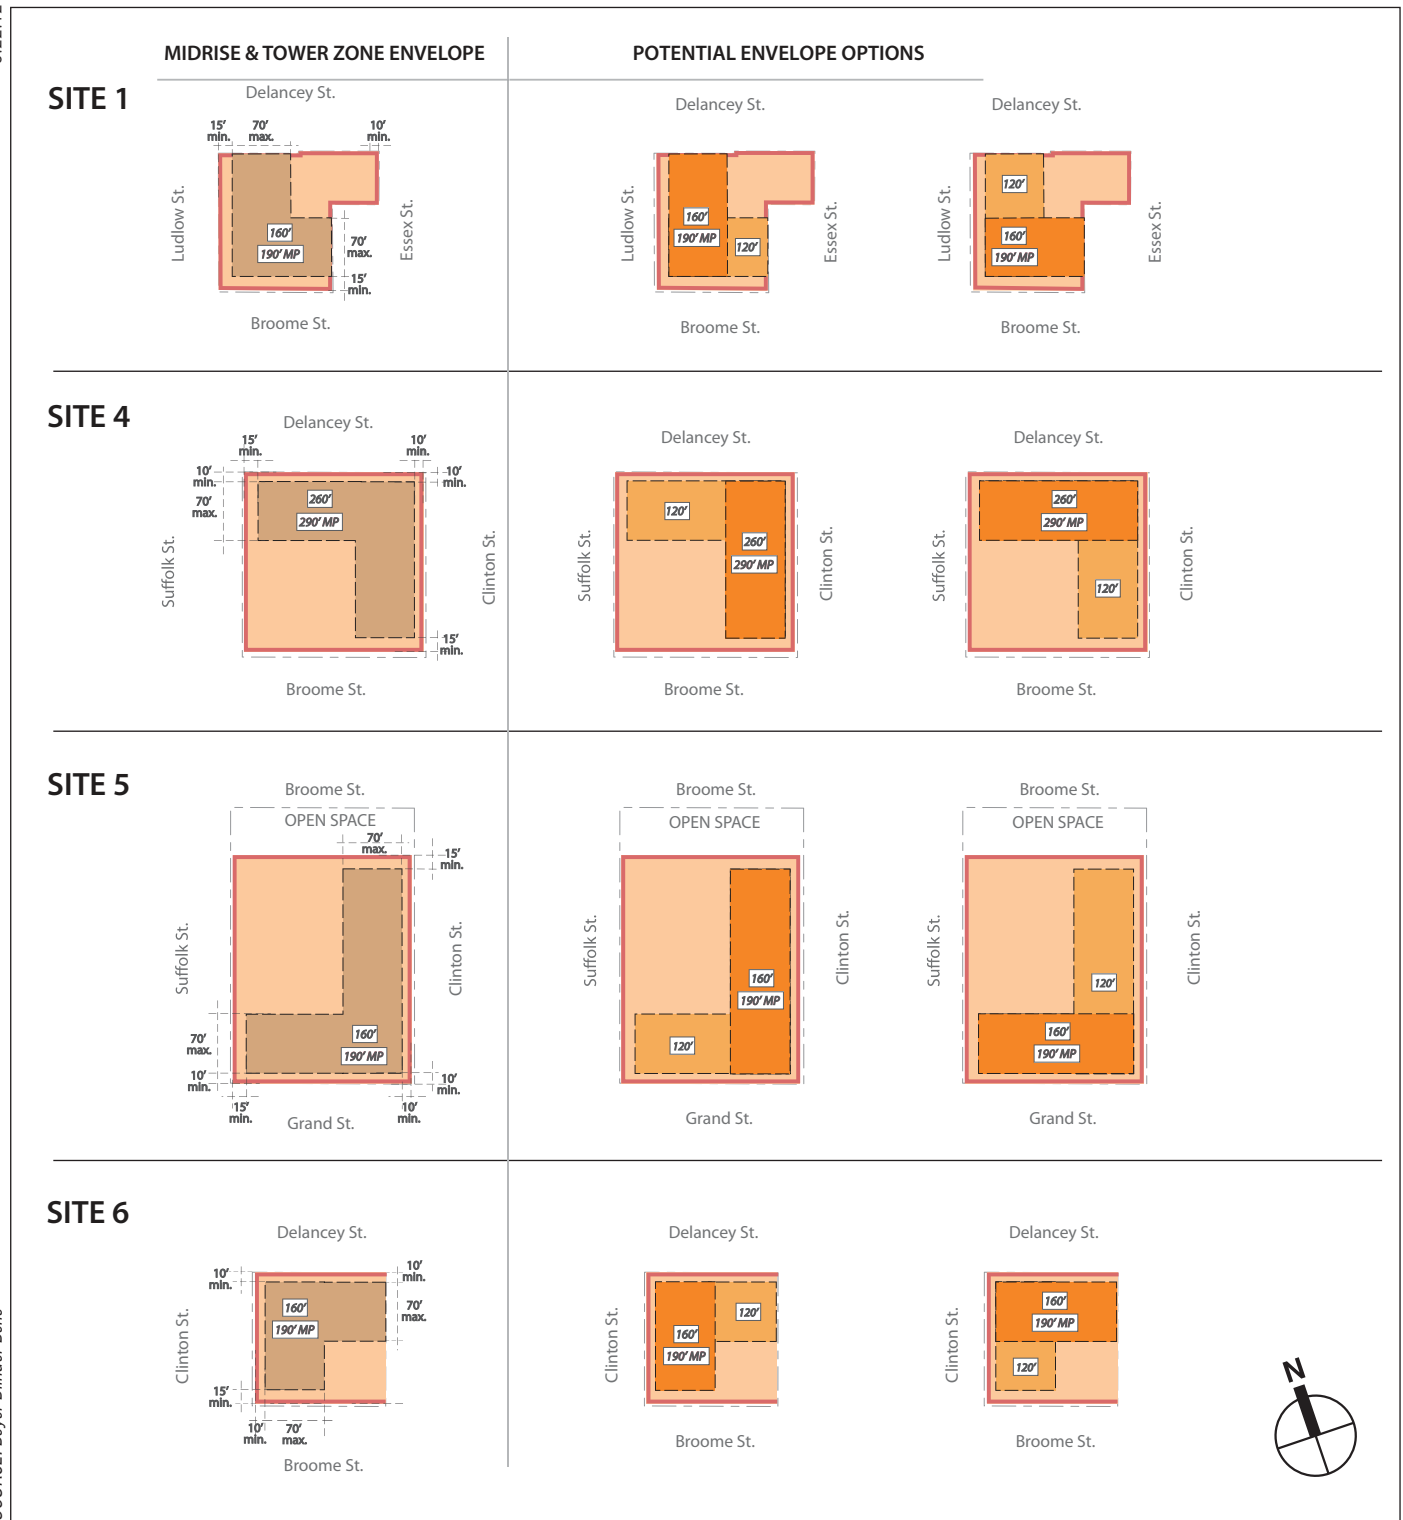 MIDRISE & TOWER ZONE ENVELOPE
POTENTIAL ENVELOPE OPTIONS
SITE 1
Delancey St.
15' min.
70' max.
10' min.
Ludlow St.
160'
190' MP
Essex St.
70' max.
15' min.
Broome St.
Delancey St.
Ludlow St.
160'
190' MP
120'
Essex St.
Broome St.
Delancey St.
Ludlow St.
120'
160'
190' MP
Essex St.
Broome St.
SITE 4
Delancey St.
15' min.
10' min.
10' min.
10' min.
70' max.
260'
290' MP
Suffolk St.
Clinton St.
15' min.
Broome St.
Delancey St.
Suffolk St.
120'
260'
290' MP
Clinton St.
Broome St.
Delancey St.
Suffolk St.
260'
290' MP
120'
Clinton St.
Broome St.
SITE 5
Broome St.
OPEN SPACE
70' max.
15' min.
Suffolk St.
Clinton St.
70' max.
160'
190' MP
10' min.
10' min.
15' min.
10' min.
Grand St.
Broome St.
OPEN SPACE
Suffolk St.
160'
190' MP
120'
Clinton St.
Grand St.
Broome St.
OPEN SPACE
Suffolk St.
120'
160'
190' MP
Clinton St.
Grand St.
SITE 6
Delancey St.
10' min.
10' min.
160'
190' MP
70' max.
Clinton St.
15' min.
10' min.
70' max.
Broome St.
Delancey St.
Clinton St.
120'
160'
190' MP
Broome St.
Delancey St.
Clinton St.
160'
190' MP
120'
Broome St.
N